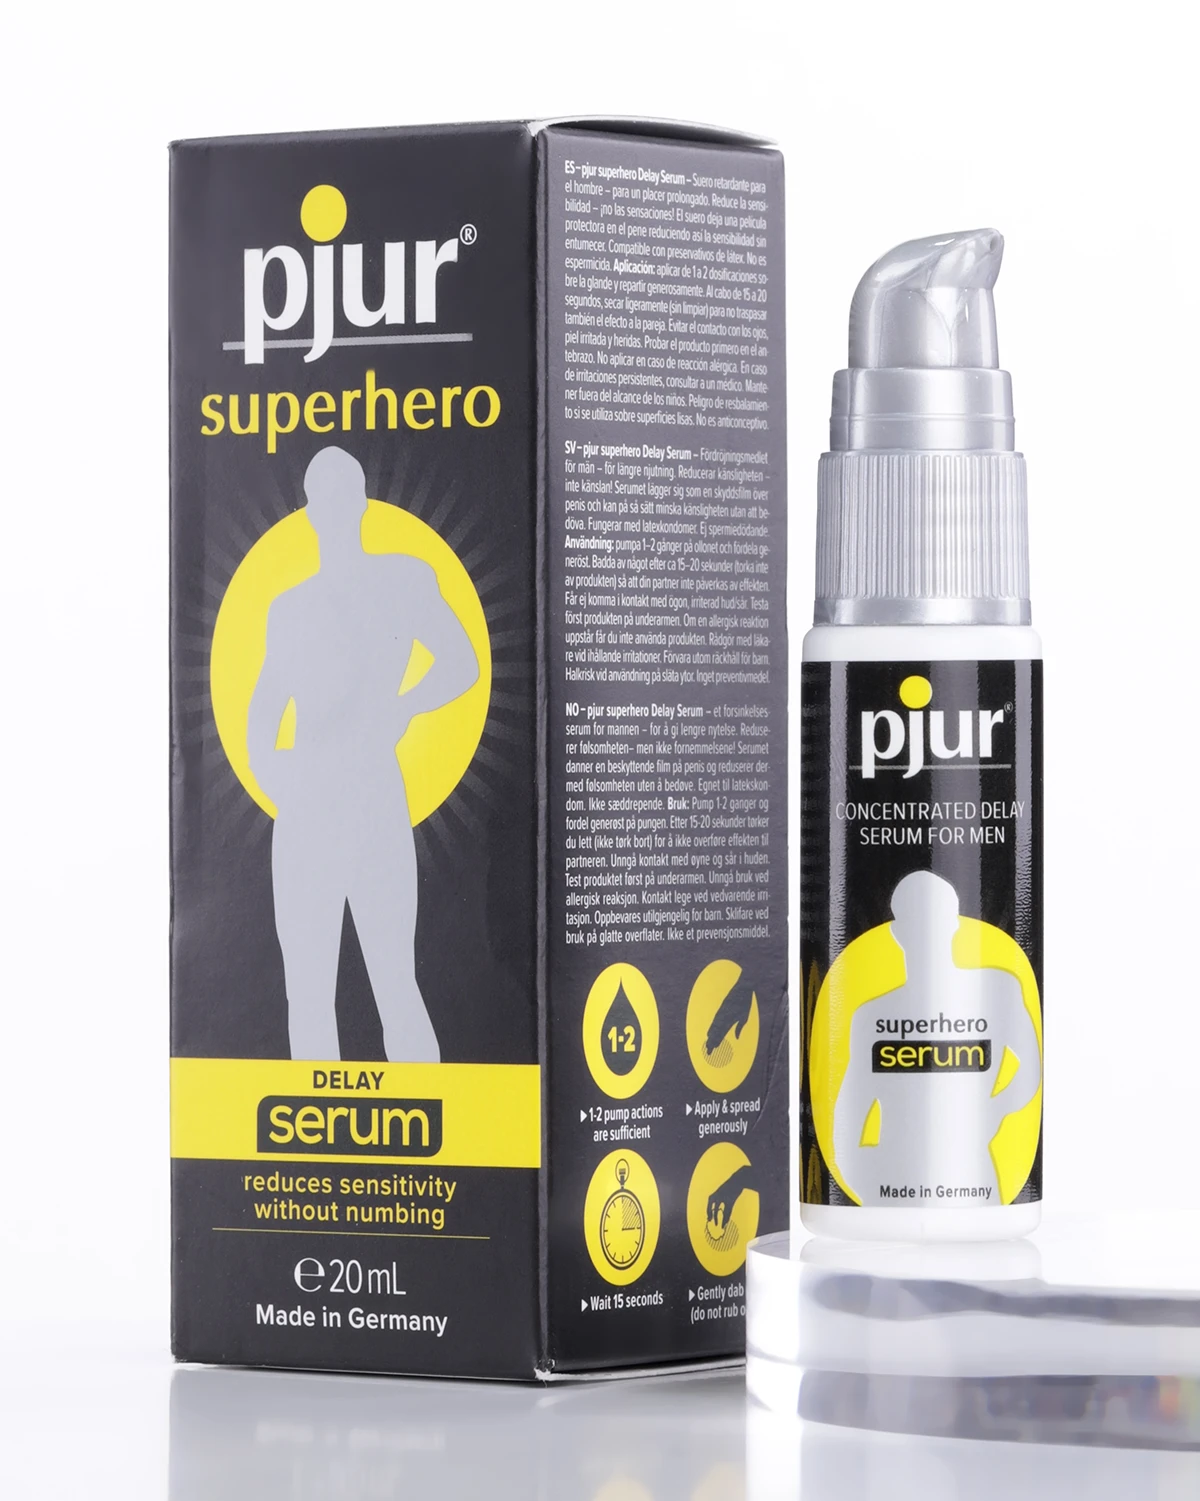 pjur®
superhero
DELAY
serum
reduces sensitivity
without numbing
℮20mL
Made in Germany
ES – pjur superhero Delay Serum – Suero retardante para
el hombre – para un placer prolongado. Reduce la sensi-
bilidad – ¡no las sensaciones! El suero deja una película
protectora en el pene reduciendo así la sensibilidad sin
entumecer. Compatible con preservativos de látex. No es
espermicida. Aplicación: aplicar de 1 a 2 dosificaciones so-
bre la glande y repartir generosamente. Al cabo de 15 a 20
segundos, secar ligeramente (sin limpiar) para no traspasar
también el efecto a la pareja. Evitar el contacto con los ojos,
piel irritada y heridas. Probar el producto primero en el an-
tebrazo. No aplicar en caso de reacción alérgica. En caso
de irritaciones persistentes, consultar a un médico. Mante-
ner fuera del alcance de los niños. Peligro de resbalamien-
to si se utiliza sobre superficies lisas. No es anticonceptivo.
SV – pjur superhero Delay Serum – Fördröjningsmedlet
för män – för längre njutning. Reducerar känsligheten –
inte känslan! Serumet lägger sig som en skyddsfilm över
penis och kan på så sätt minska känsligheten utan att be-
döva. Fungerar med latexkondomer. Ej spermiedödande.
Användning: pumpa 1–2 gånger på ollonet och fördela ge-
neröst. Badda av något efter ca 15–20 sekunder (torka inte
av produkten) så att din partner inte påverkas av effekten.
Får ej komma i kontakt med ögon, irriterad hud/sår. Testa
först produkten på underarmen. Om en allergisk reaktion
uppstår får du inte använda produkten. Rådgör med läka-
re vid ihållande irritationer. Förvara utom räckhåll för barn.
Halkrisk vid användning på släta ytor. Inget preventivmedel.
NO – pjur superhero Delay Serum – et forsinkelses-
serum for mannen – for å gi lengre nytelse. Reduse-
rer følsomheten– men ikke fornemmelsene! Serumet
danner en beskyttende film på penis og reduserer der-
med følsomheten uten å bedøve. Egnet til latekskon-
dom. Ikke sæddrepende. Bruk: Pump 1-2 ganger og
fordel generøst på pungen. Etter 15-20 sekunder tørker
du lett (ikke tørk bort) for å ikke overføre effekten til
partneren. Unngå kontakt med øyne og sår i huden.
Test produktet først på underarmen. Unngå bruk ved
allergisk reaksjon. Kontakt lege ved vedvarende irri-
tasjon. Oppbevares utilgjengelig for barn. Sklifare ved
bruk på glatte overflater. Ikke et prevensjonsmiddel.
1-2
1-2 pump actions
are sufficient
Apply & spread
generously
Wait 15 seconds
Gently dab
(do not rub o
pjur®
CONCENTRATED DELAY
SERUM FOR MEN
superhero
serum
Made in Germany